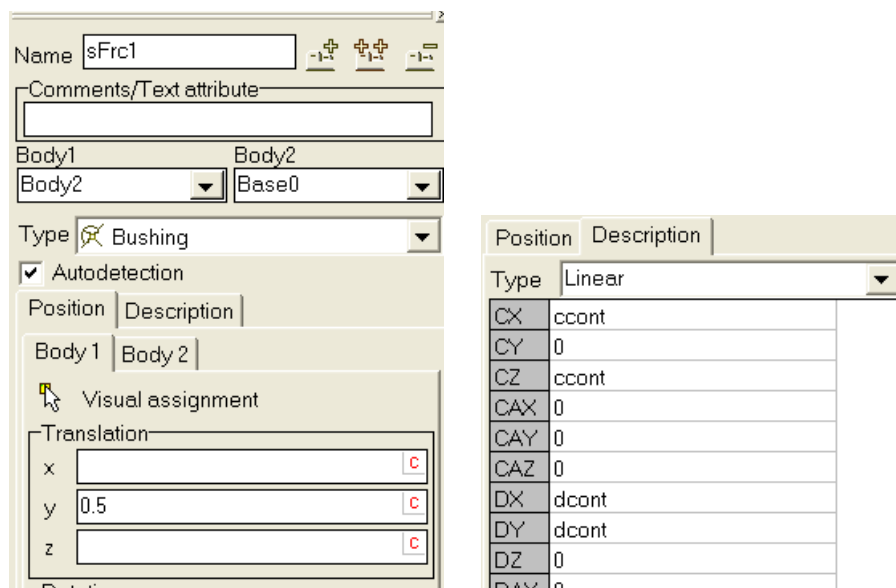 Name sFrc1
Comments/Text attribute
Body1 Body2
Body2 Base0
Type Bushing
Autodetection
Position Description
Body 1 Body 2
Visual assignment
Translation
x C
y 0.5 C
z C
Position Description
Type Linear
CX ccont
CY 0
CZ ccont
CAX 0
CAY 0
CAZ 0
DX dcont
DY dcont
DZ 0